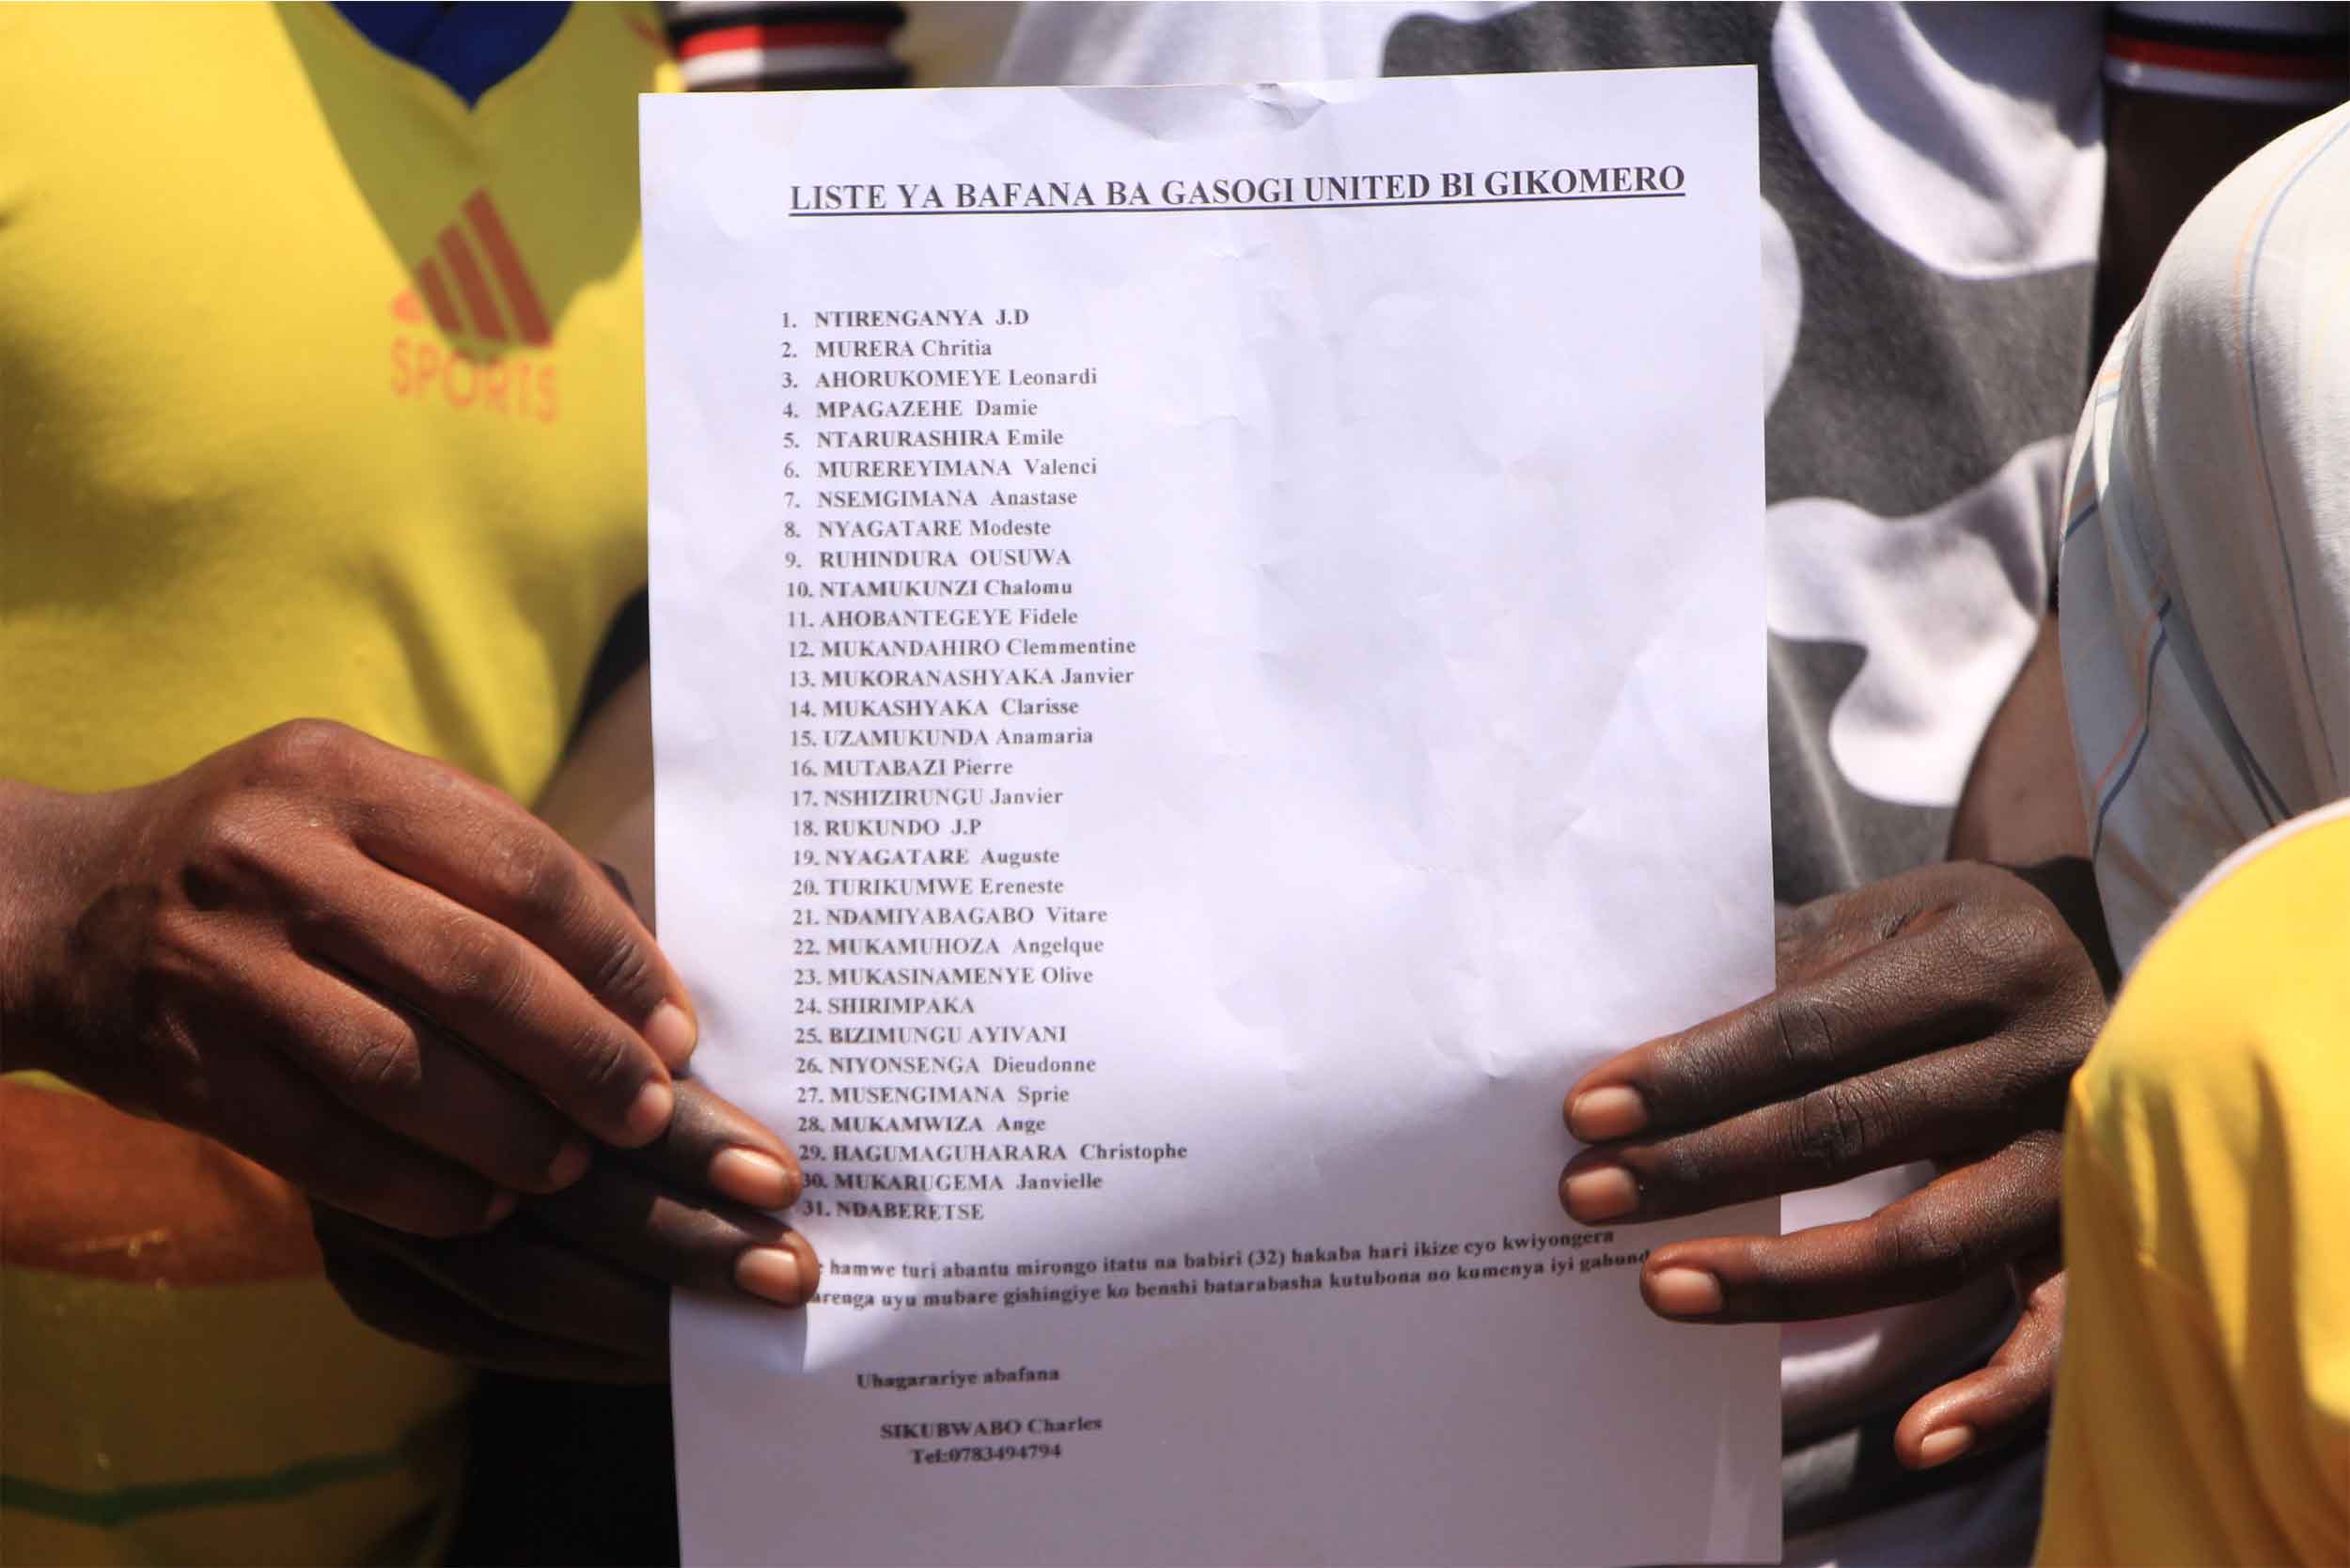 SPORTS
LISTE YA BAFANA BA GASOGI UNITED BI GIKOMERO
1. NTIRENGANYA J.D
2. MURERA Chritia
3. AHORUKOMEYE Leonardi
4. MPAGAZEHE Damie
5. NTARURASHIRA Emile
6. MUREREYIMANA Valenci
7. NSEMGIMANA Anastase
8. NYAGATARE Modeste
9. RUHINDURA OUSUWA
10. NTAMUKUNZI Chalomu
11. AHOBANTEGEYE Fidele
12. MUKANDAHIRO Clemmentine
13. MUKORANASHYAKA Janvier
14. MUKASHYAKA Clarisse
15. UZAMUKUNDA Anamaria
16. MUTABAZI Pierre
17. NSHIZIRUNGU Janvier
18. RUKUNDO J.P
19. NYAGATARE Auguste
20. TURIKUMWE Ereneste
21. NDAMIYABAGABO Vitare
22. MUKAMUHOZA Angelque
23. MUKASINAMENYE Olive
24. SHIRIMPAKA
25. BIZIMUNGU AYIVANI
26. NIYONSENGA Dieudonne
27. MUSENGIMANA Sprie
28. MUKAMWIZA Ange
29. HAGUMAGUHARARA Christophe
30. MUKARUGEMA Janvielle
31. NDABERETSE
hamwe turi abantu mirongo itatu na babiri (32) hakaba hari ikize cyo kwiyongera
uyu mubare gishingiye ko benshi batarabasha kutubona no kumenya iyi
Uhagarariye abafana
SIKUBWABO Charles
Tel:0783494794